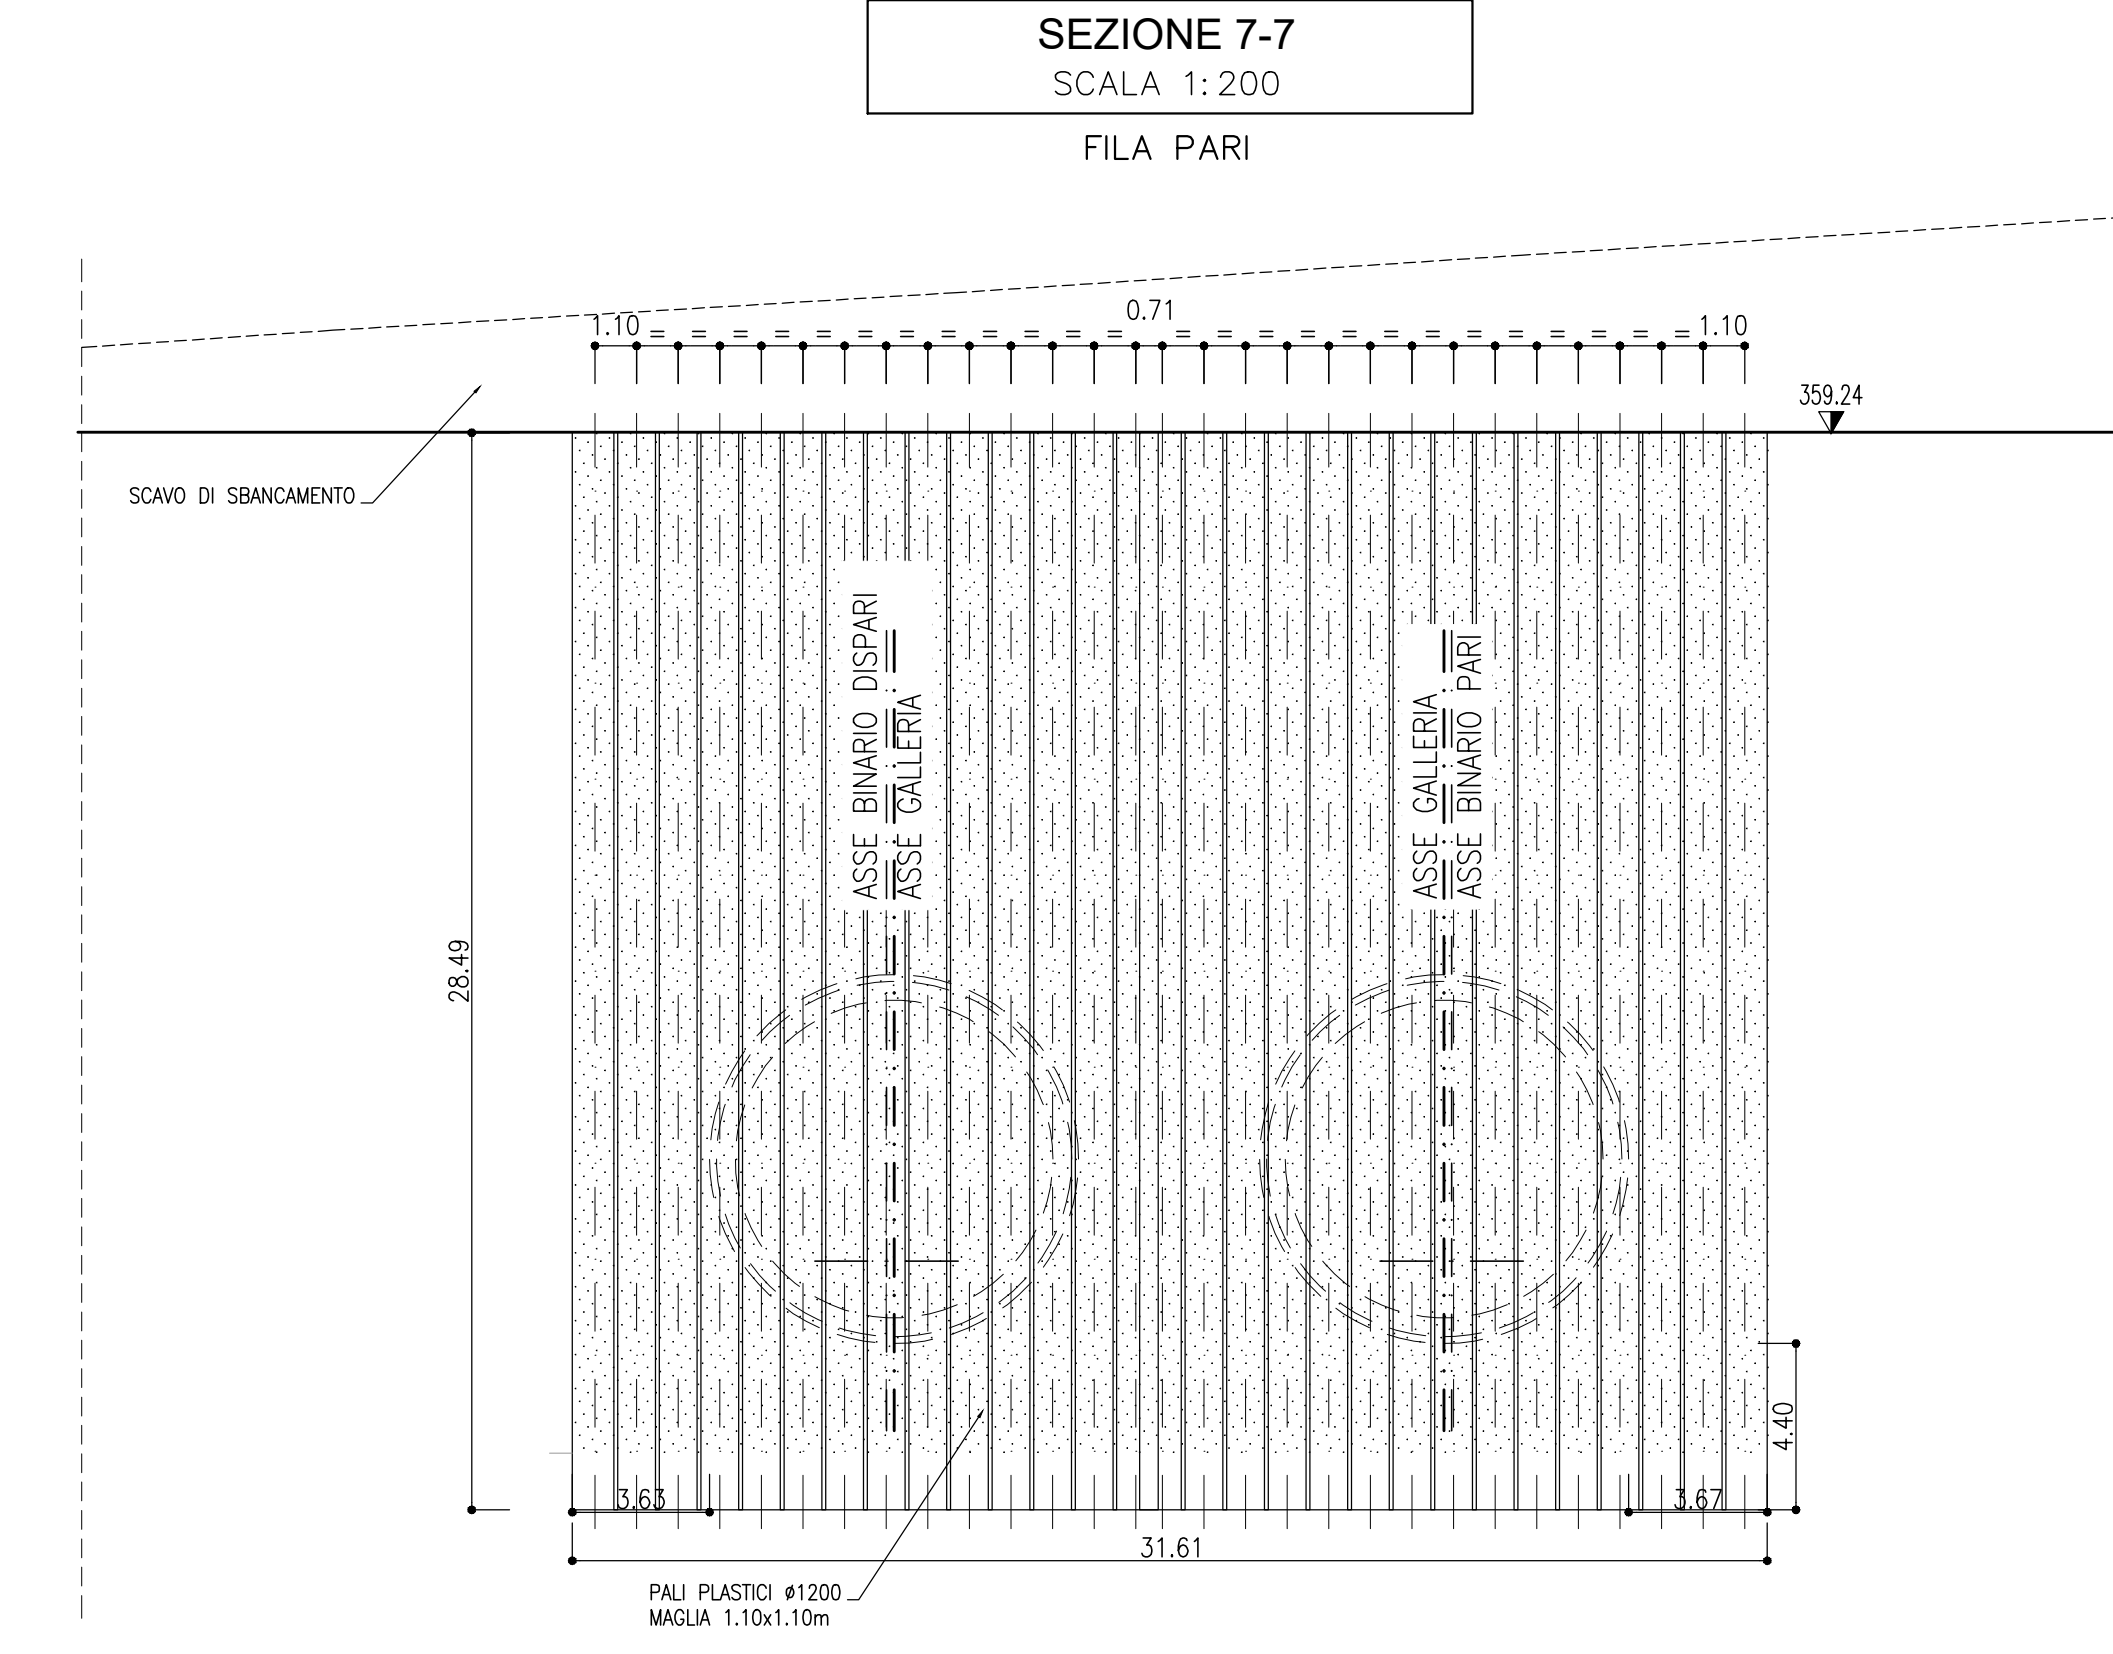 SEZIONE 7-7
SCALA 1:200
FILA PARI
1.10 = = = = = = = = = = = 0.71 = = = = = = = = = = = = = 1.10
359.24
SCAVO DI SBANCAMENTO
28.49
ASSE BINARIO DISPARI
ASSE GALLERIA
ASSE GALLERIA
ASSE BINARIO PARI
4.40
3.63
3.67
31.61
PALI PLASTICI ø1200
MAGLIA 1.10x1.10m